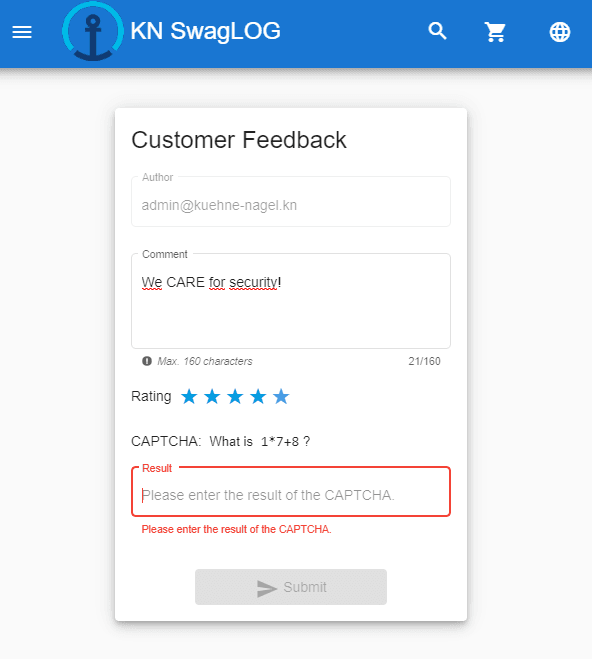 KN SwagLOG
Customer Feedback
Author
admin@kuehne-nagel.kn
Comment
We CARE for security!
Max. 160 characters 21/160
Rating
CAPTCHA: What is 1*7+8 ?
Result
Please enter the result of the CAPTCHA.
Please enter the result of the CAPTCHA.
Submit